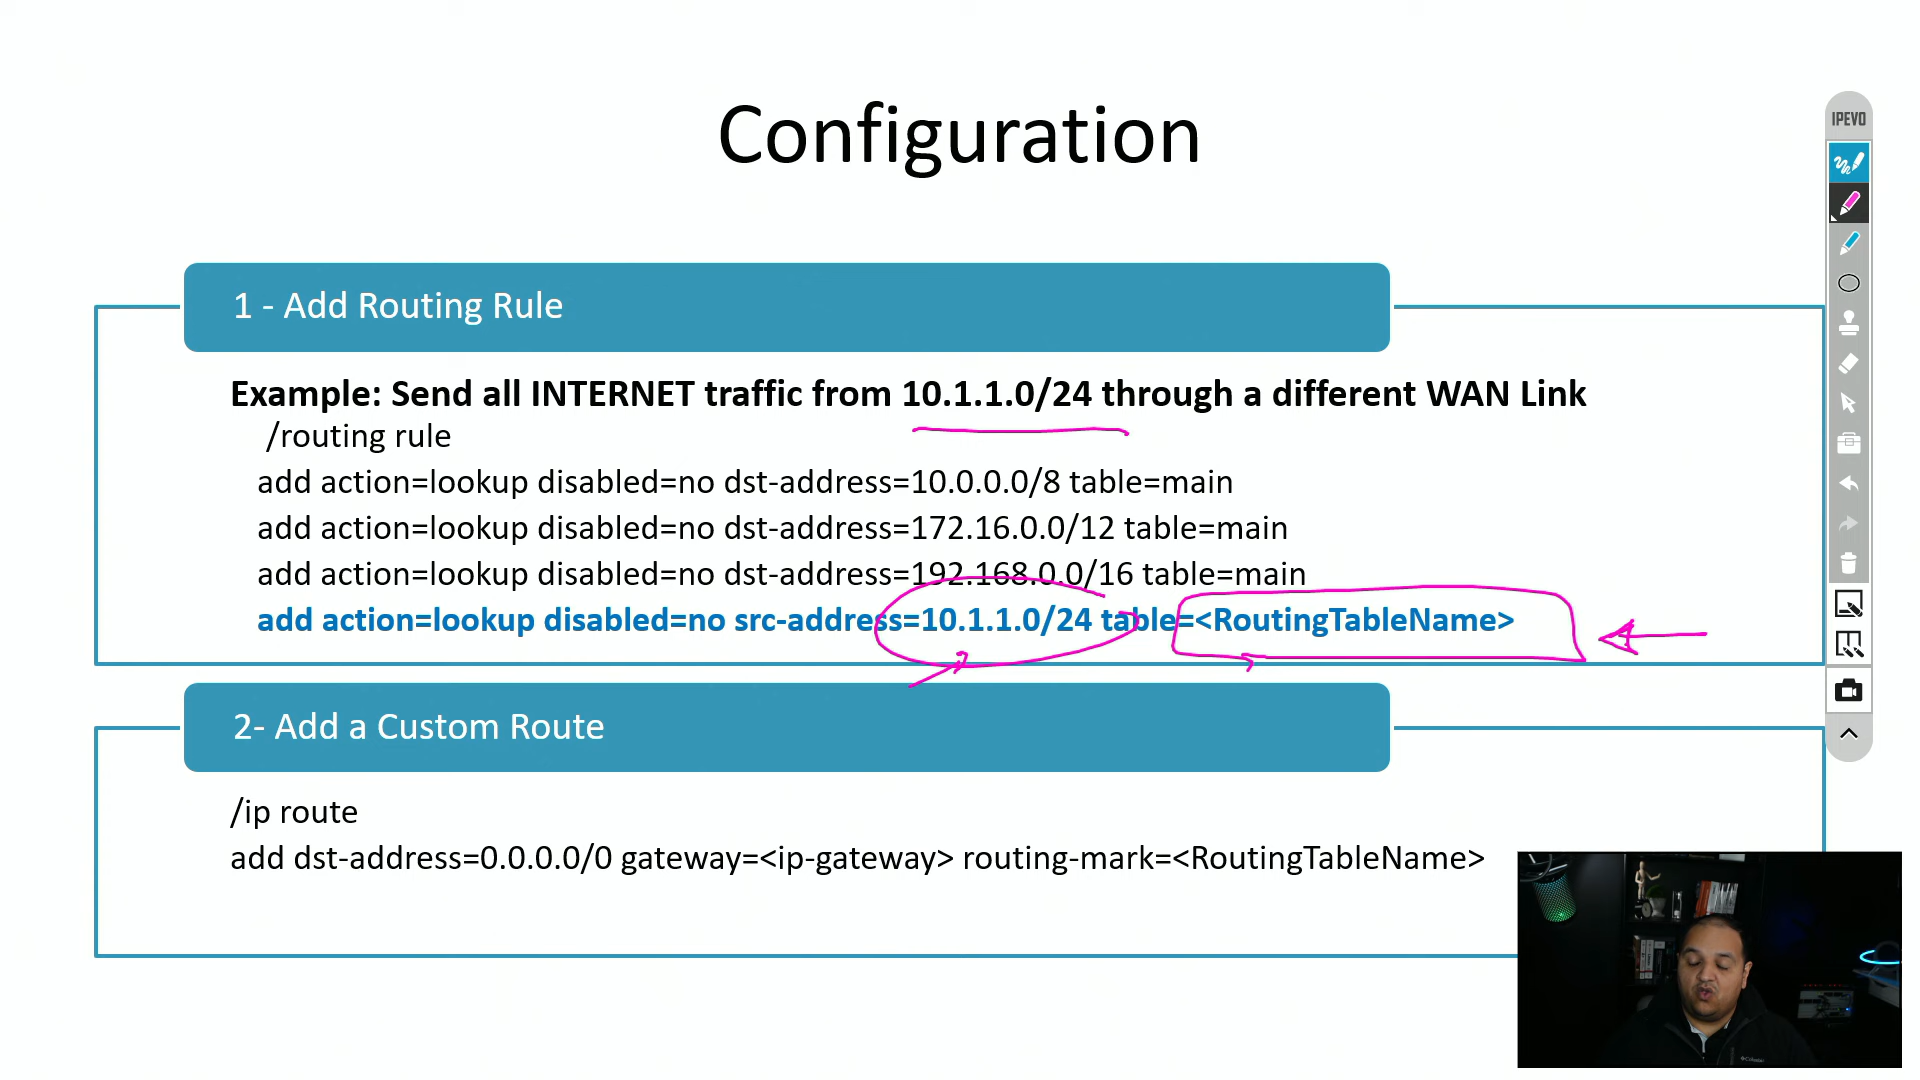 Configuration
IPEVO
1 - Add Routing Rule
Example: Send all INTERNET traffic from 10.1.1.0/24 through a different WAN Link
/routing rule
add action=lookup disabled=no dst-address=10.0.0.0/8 table=main
add action=lookup disabled=no dst-address=172.16.0.0/12 table=main
add action=lookup disabled=no dst-address=192.168.0.0/16 table=main
add action=lookup disabled=no src-address=10.1.1.0/24 table=<RoutingTableName>
2- Add a Custom Route
/ip route
add dst-address=0.0.0.0/0 gateway=<ip-gateway> routing-mark=<RoutingTableName>